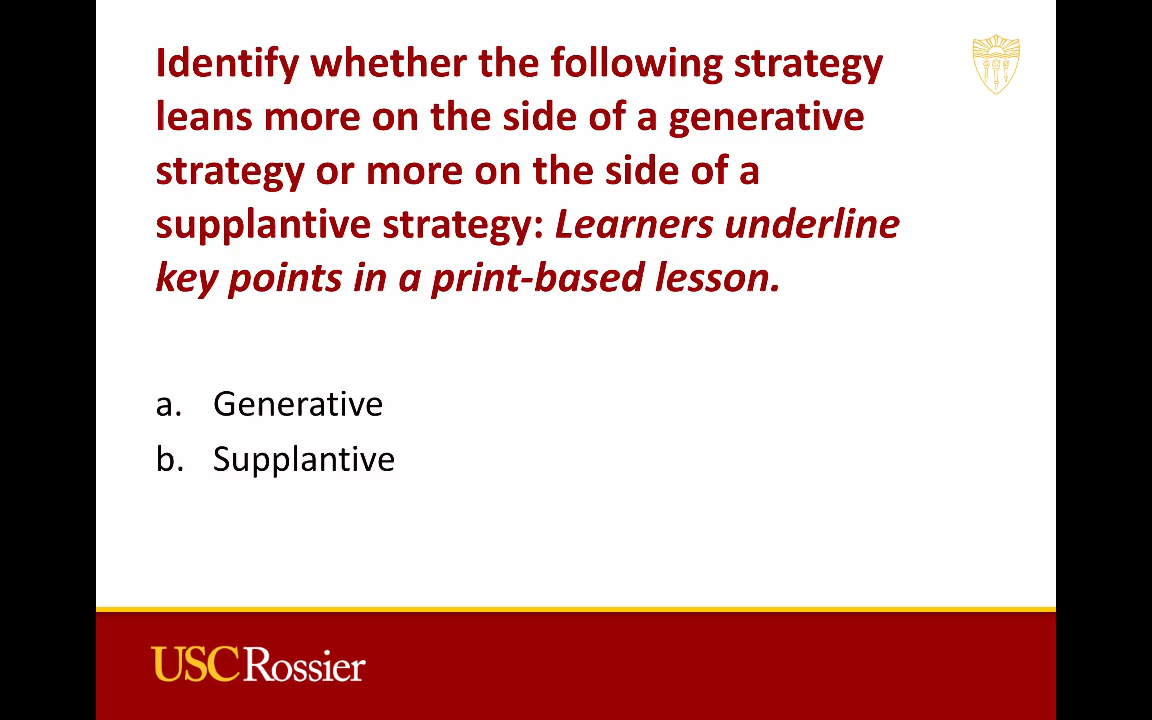 Identify whether the following strategy
leans more on the side of a generative
strategy or more on the side of a
supplantive strategy: Learners underline
key points in a print-based lesson.
a. Generative
b. Supplantive
USC Rossier